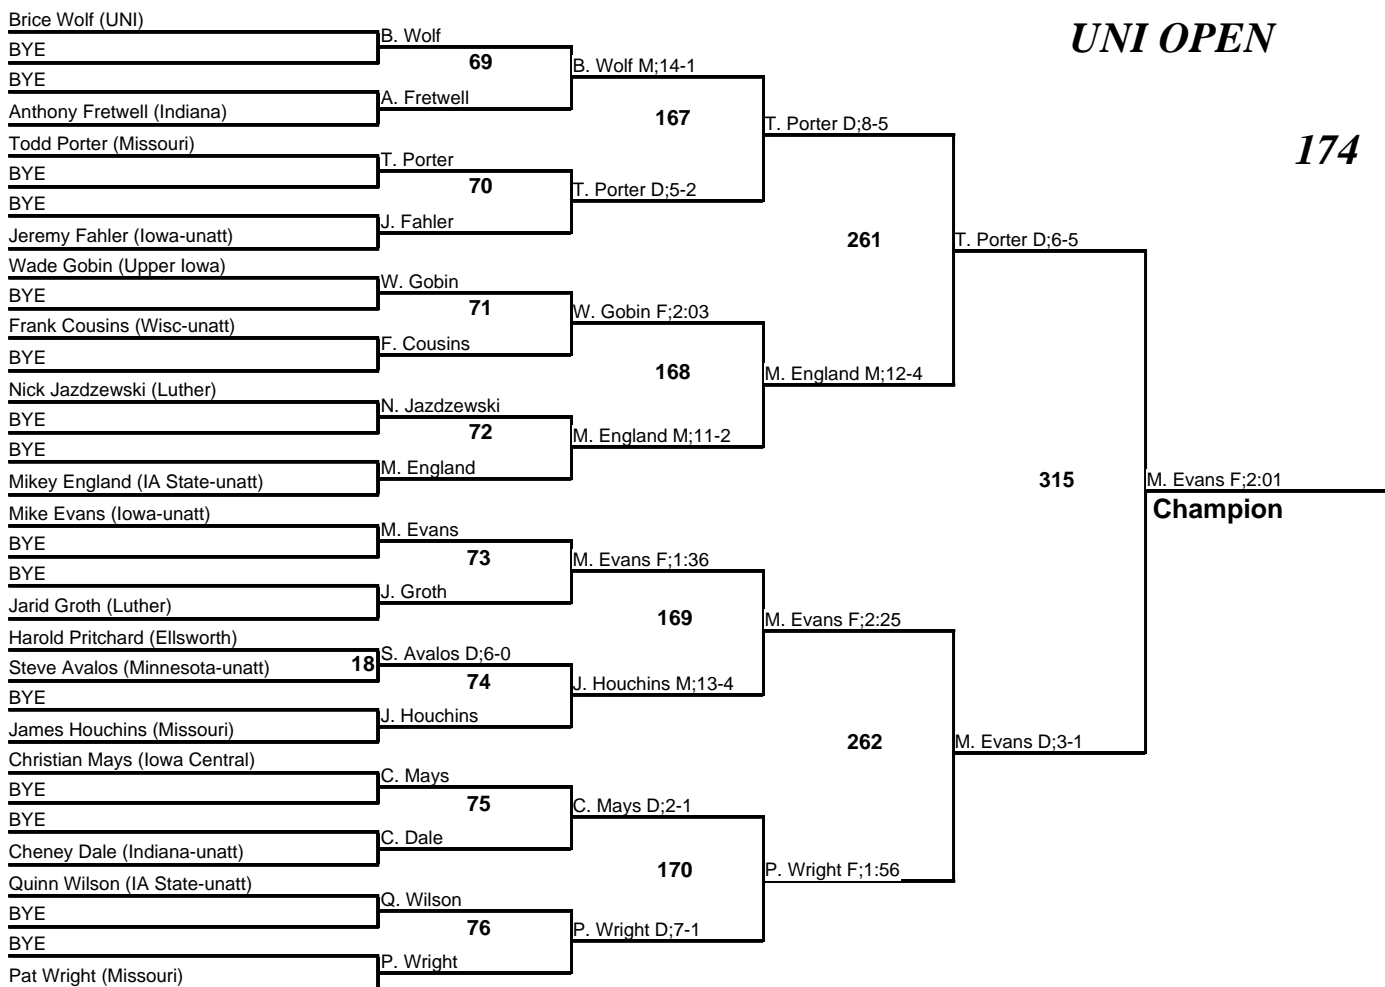 UNI OPEN
174
Brice Wolf (UNI)
BYE
BYE
Anthony Fretwell (Indiana)
Todd Porter (Missouri)
BYE
BYE
Jeremy Fahler (Iowa-unatt)
Wade Gobin (Upper Iowa)
BYE
Frank Cousins (Wisc-unatt)
BYE
Nick Jazdzewski (Luther)
BYE
BYE
Mikey England (IA State-unatt)
Mike Evans (Iowa-unatt)
BYE
BYE
Jarid Groth (Luther)
Harold Pritchard (Ellsworth)
Steve Avalos (Minnesota-unatt)
18
BYE
James Houchins (Missouri)
Christian Mays (Iowa Central)
BYE
BYE
Cheney Dale (Indiana-unatt)
Quinn Wilson (IA State-unatt)
BYE
BYE
Pat Wright (Missouri)
B. Wolf
69
A. Fretwell
T. Porter
70
J. Fahler
W. Gobin
71
F. Cousins
N. Jazdzewski
72
M. England
M. Evans
73
J. Groth
S. Avalos D;6-0
74
J. Houchins
C. Mays
75
C. Dale
Q. Wilson
76
P. Wright
B. Wolf M;14-1
167
T. Porter D;5-2
W. Gobin F;2:03
168
M. England M;11-2
M. Evans F;1:36
169
J. Houchins M;13-4
C. Mays D;2-1
170
P. Wright D;7-1
T. Porter D;8-5
261
M. England M;12-4
M. Evans F;2:25
262
P. Wright F;1:56
T. Porter D;6-5
315
M. Evans D;3-1
M. Evans F;2:01
Champion